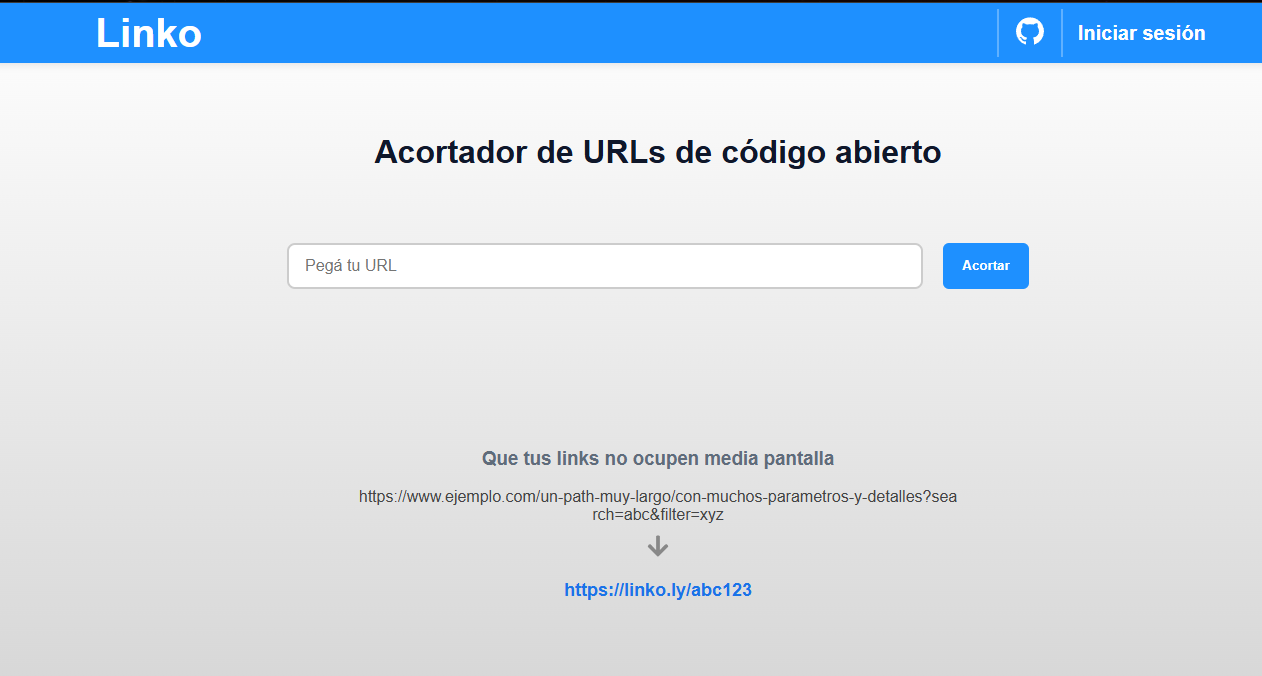 Linko
Iniciar sesión
Acortador de URLs de código abierto
Pegá tu URL
Acortar
Que tus links no ocupen media pantalla
https://www.ejemplo.com/un-path-muy-largo/con-muchos-parametros-y-detalles?sea
rch=abc&filter=xyz
https://linko.ly/abc123